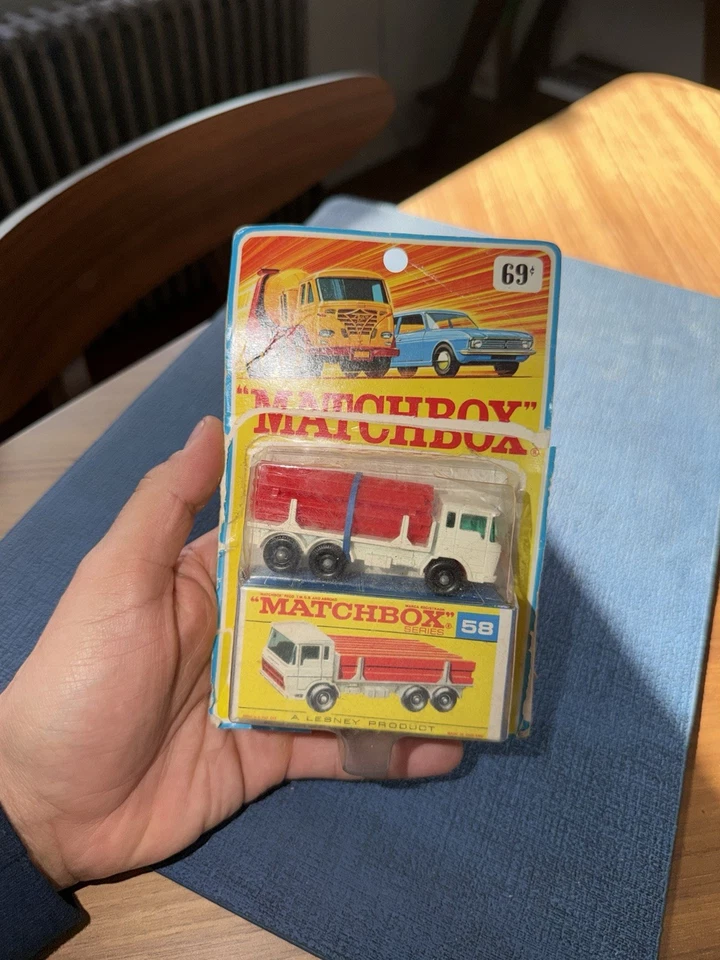 69¢
"MATCHBOX"
"MATCHBOX"®
SERIES
58
A LESNEY PRODUCT